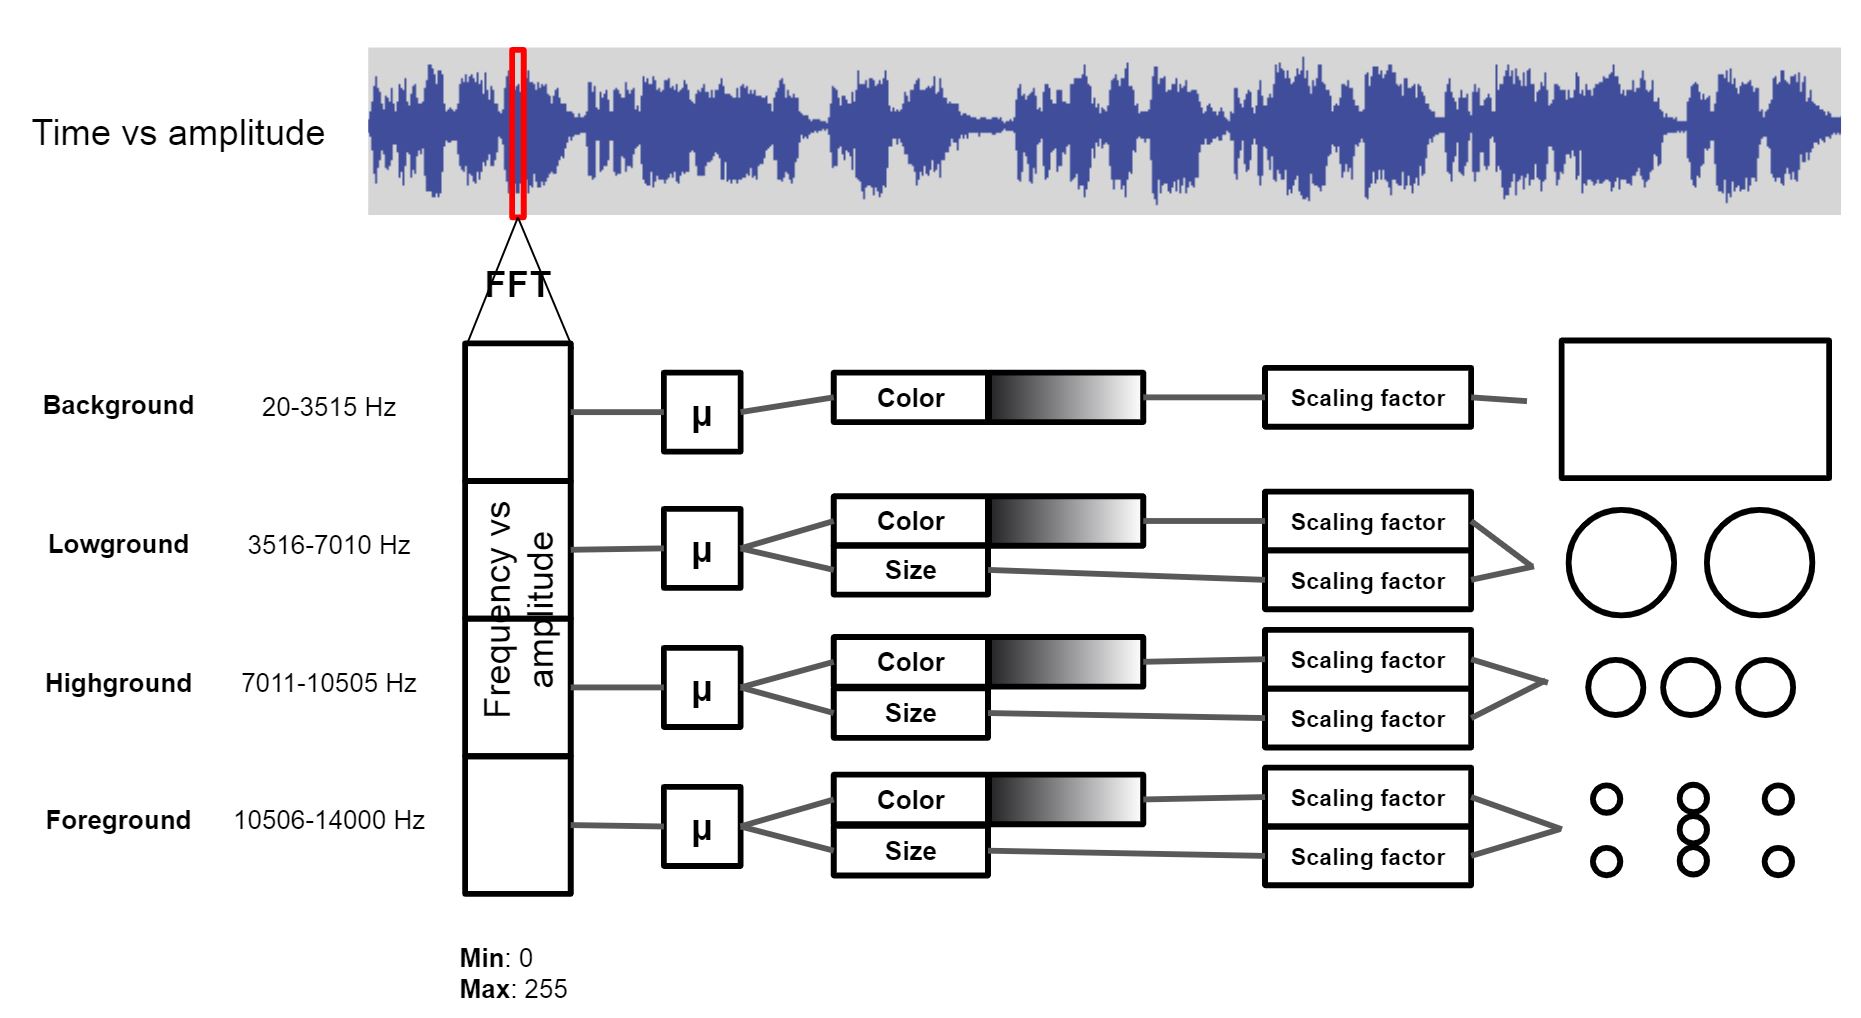 Time vs amplitude
FFT
Background 20-3515 Hz
μ
Color
Scaling factor
Lowground 3516-7010 Hz
Frequency vs
amplitude
μ
Color
Size
Scaling factor
Scaling factor
Highground 7011-10505 Hz
μ
Color
Size
Scaling factor
Scaling factor
Foreground 10506-14000 Hz
μ
Color
Size
Scaling factor
Scaling factor
Min: 0
Max: 255